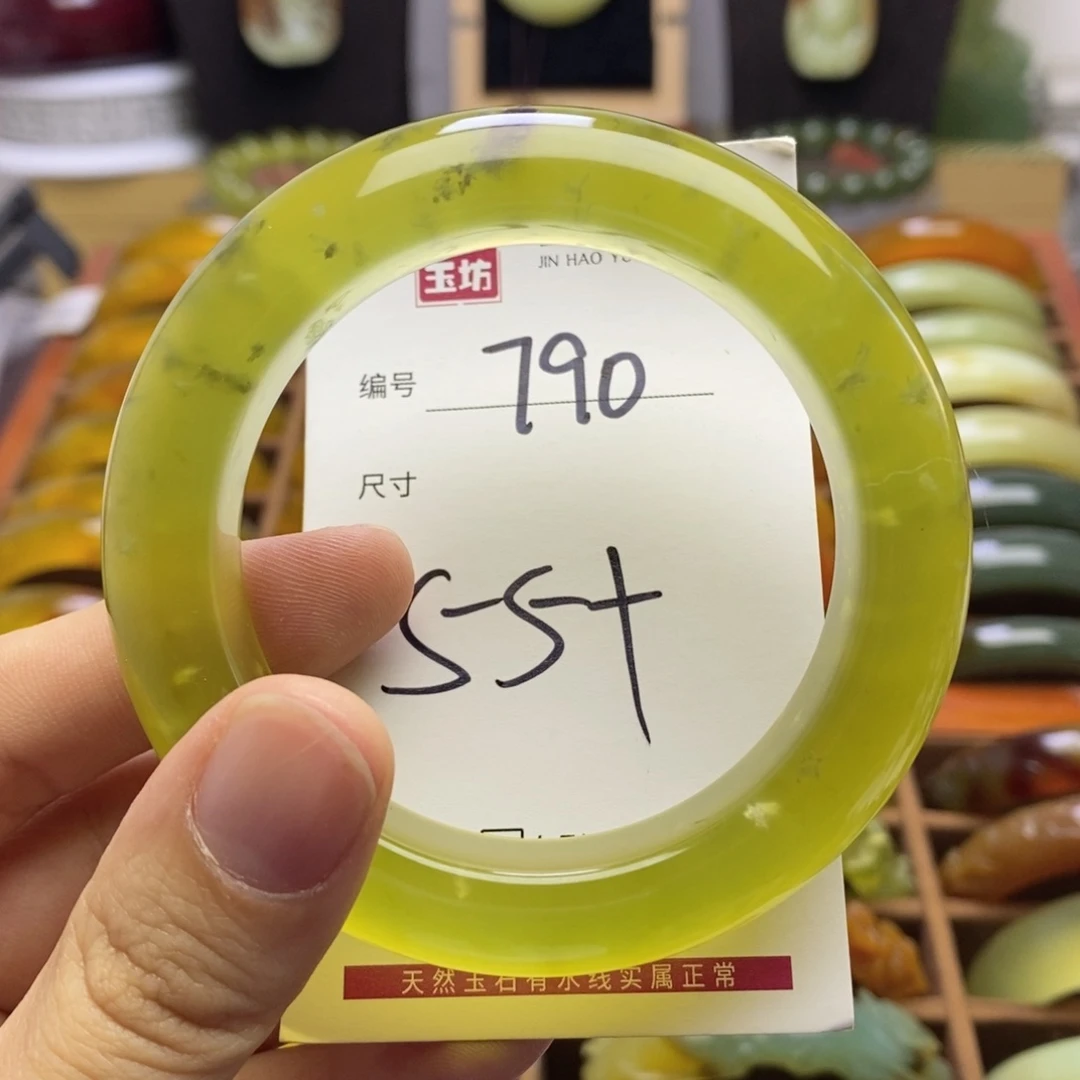 玉坊
JIN HAO
编号 790
尺寸
55+
天然玉石有水线实属正常